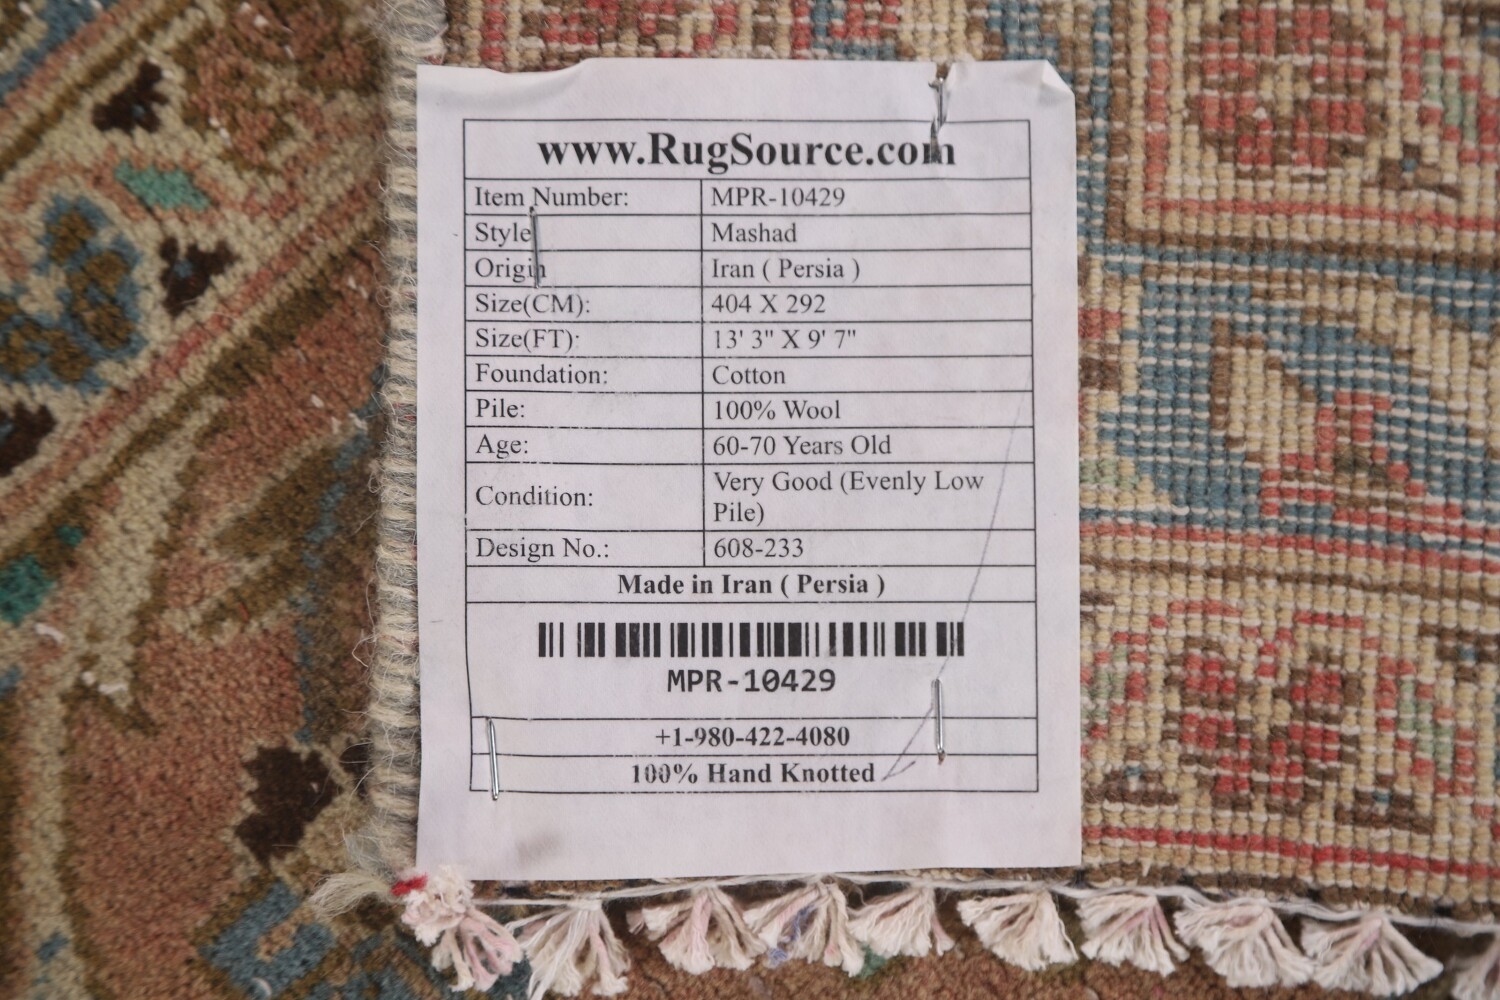 www.RugSource.com
Item Number: MPR-10429
Style Mashad
Origin Iran ( Persia )
Size(CM): 404 X 292
Size(FT): 13' 3" X 9' 7"
Foundation: Cotton
Pile: 100% Wool
Age: 60-70 Years Old
Condition: Very Good (Evenly Low
Pile)
Design No.: 608-233
Made in Iran ( Persia )
MPR-10429
+1-980-422-4080
100% Hand Knotted